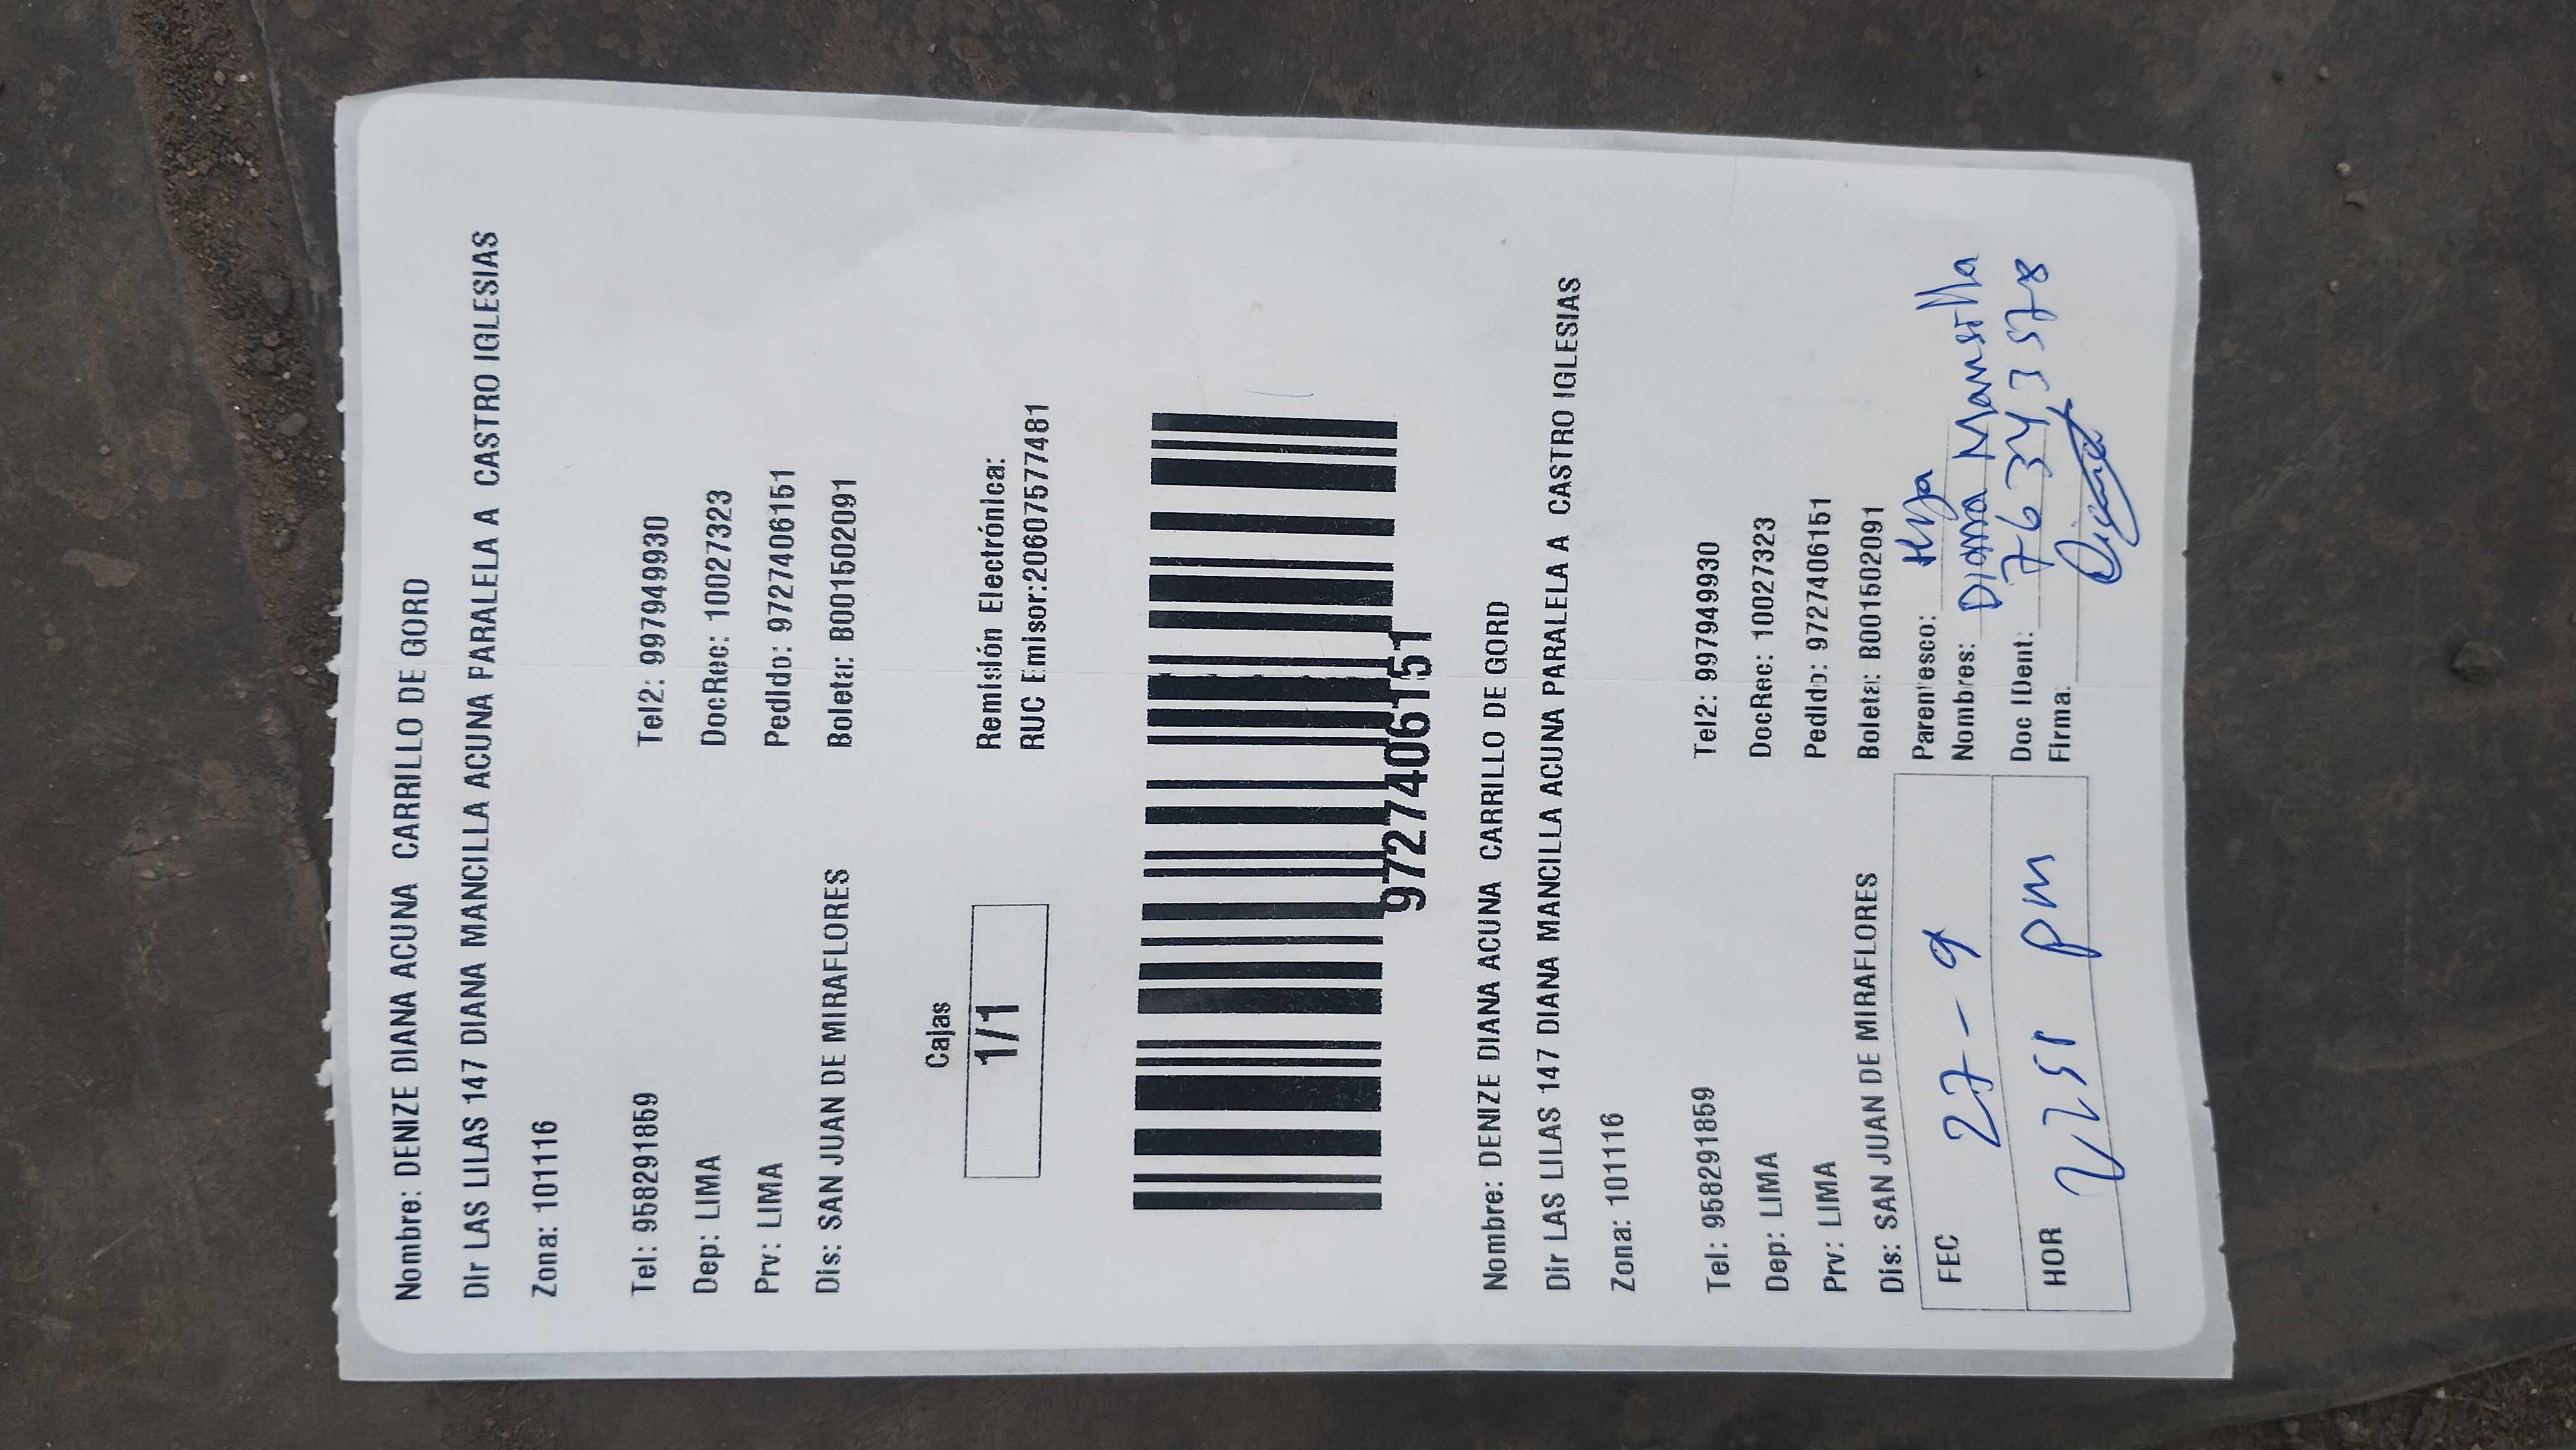 Nombre: DENIZE DIANA ACUNA CARRILLO DE GORD
Dir LAS LILAS 147 DIANA MANCILLA ACUNA PARALELA A CASTRO IGLESIAS
Zona: 101116
Tel: 958291859 Tel2: 997949930
Dep: LIMA DocRec: 10027323
Prv: LIMA Pedido: 9727406151
Dis: SAN JUAN DE MIRAFLORES Boleta: B001502091
Cajas
1/1
Remisión Electrónica:
RUC Emisor:20607577481
9727406151
Nombre: DENIZE DIANA ACUNA CARRILLO DE GORD
Dir LAS LILAS 147 DIANA MANCILLA ACUNA PARALELA A CASTRO IGLESIAS
Zona: 101116
Tel: 958291859 Tel2: 997949930
Dep: LIMA DocRec: 10027323
Prv: LIMA Pedido: 9727406151
Dis: SAN JUAN DE MIRAFLORES Boleta: B001502091
FEC 27-9
HOR pm
Parentesco: Hija
Nombres: Diana Mansilla
Doc IDent: 76343578
Firma: Diana